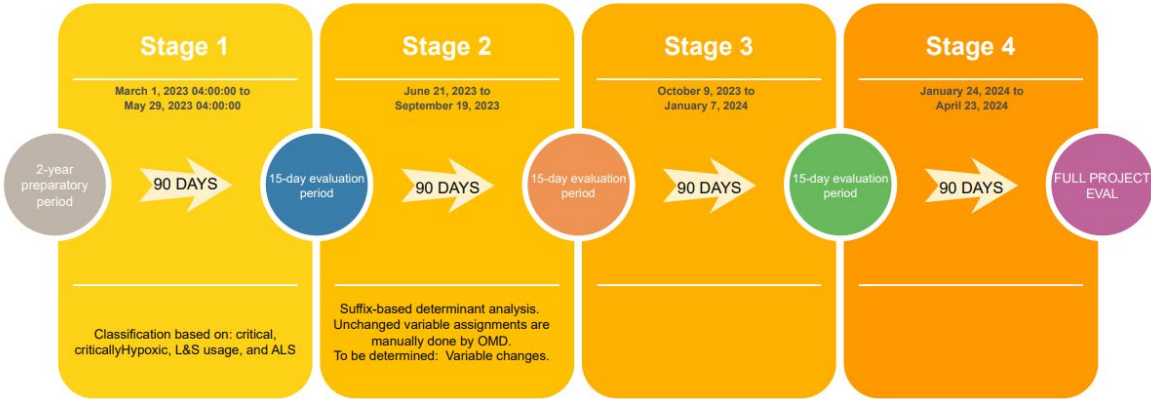 Stage 1
March 1, 2023 04:00:00 to
May 29, 2023 04:00:00
2-year
preparatory
period
90 DAYS
Classification based on: critical,
criticallyHypoxic, L&S usage, and ALS
15-day evaluation
period
Stage 2
June 21, 2023 to
September 19, 2023
90 DAYS
Suffix-based determinant analysis.
Unchanged variable assignments are
manually done by OMD.
To be determined:  Variable changes.
15-day evaluation
period
Stage 3
October 9, 2023 to
January 7, 2024
90 DAYS
15-day evaluation
period
Stage 4
January 24, 2024 to
April 23, 2024
90 DAYS
FULL PROJECT
EVAL